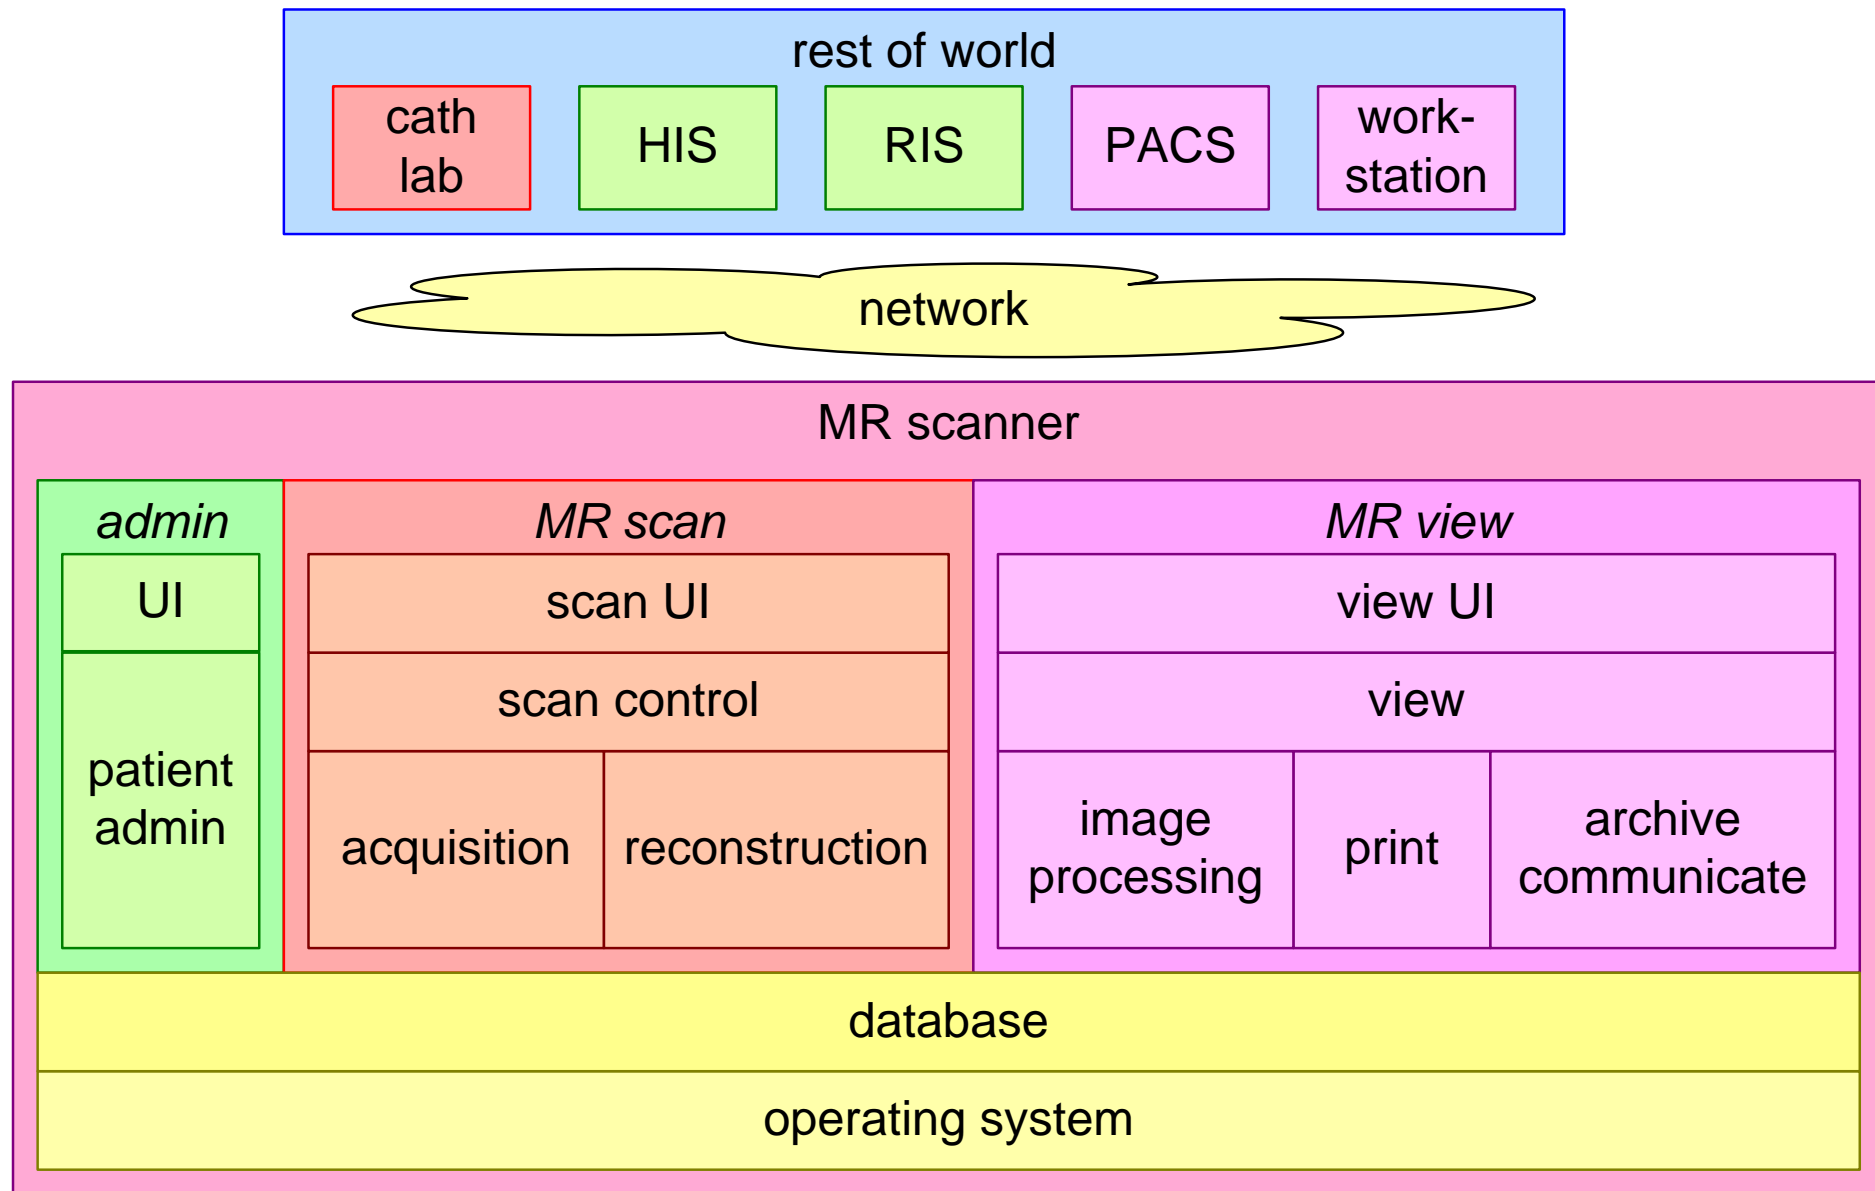 rest of world
cath
lab
HIS
RIS
PACS
work-
station
network
MR scanner
admin
UI
patient
admin
MR scan
scan UI
scan control
acquisition
reconstruction
MR view
view UI
view
image
processing
print
archive
communicate
database
operating system